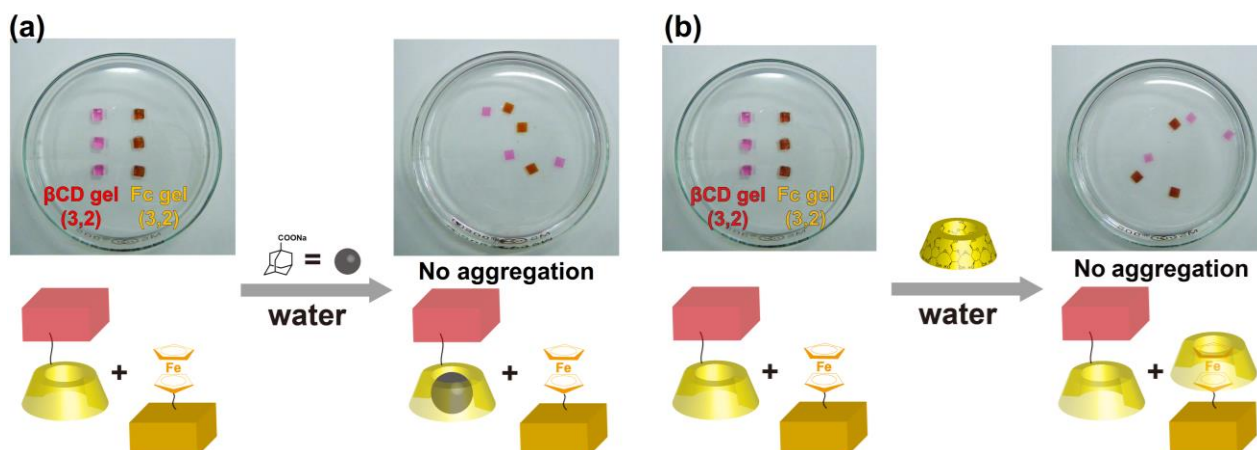 (a)
βCD gel
(3,2)
Fc gel
(3,2)
COONa
=
water
No aggregation
+
Fe
+
Fe
(b)
βCD gel
(3,2)
Fc gel
(3,2)
water
No aggregation
+
Fe
+
Fe